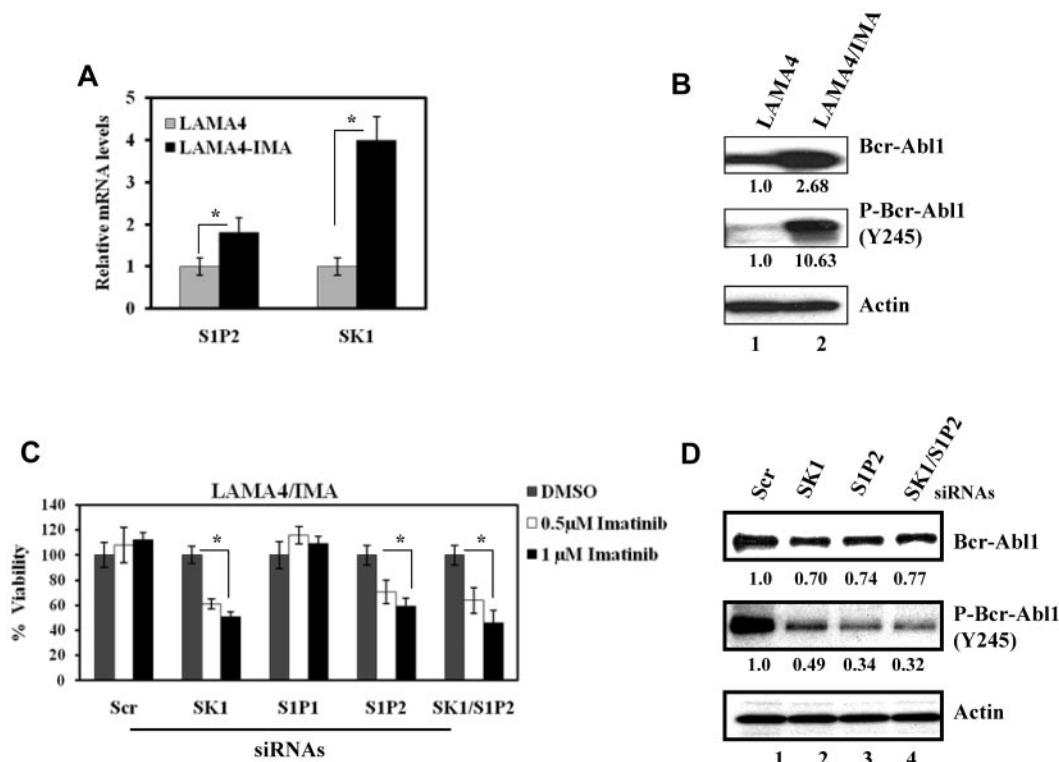 A
Relative mRNA levels
5
4
3
2
1
0
LAMA4
LAMA4-IMA
*
*
S1P2
SK1
B
LAMA4
LAMA4/IMA
Bcr-Abl1
1.0 2.68
P-Bcr-Abl1
(Y245)
1.0 10.63
Actin
1 2
C
LAMA4/IMA
% Viability
140
120
100
80
60
40
20
0
DMSO
0.5µM Imatinib
1 µM Imatinib
*
*
*
Scr SK1 S1P1 S1P2 SK1/S1P2
siRNAs
D
Scr
SK1
S1P2
SK1/S1P2
siRNAs
Bcr-Abl1
1.0 0.70 0.74 0.77
P-Bcr-Abl1
(Y245)
1.0 0.49 0.34 0.32
Actin
1 2 3 4